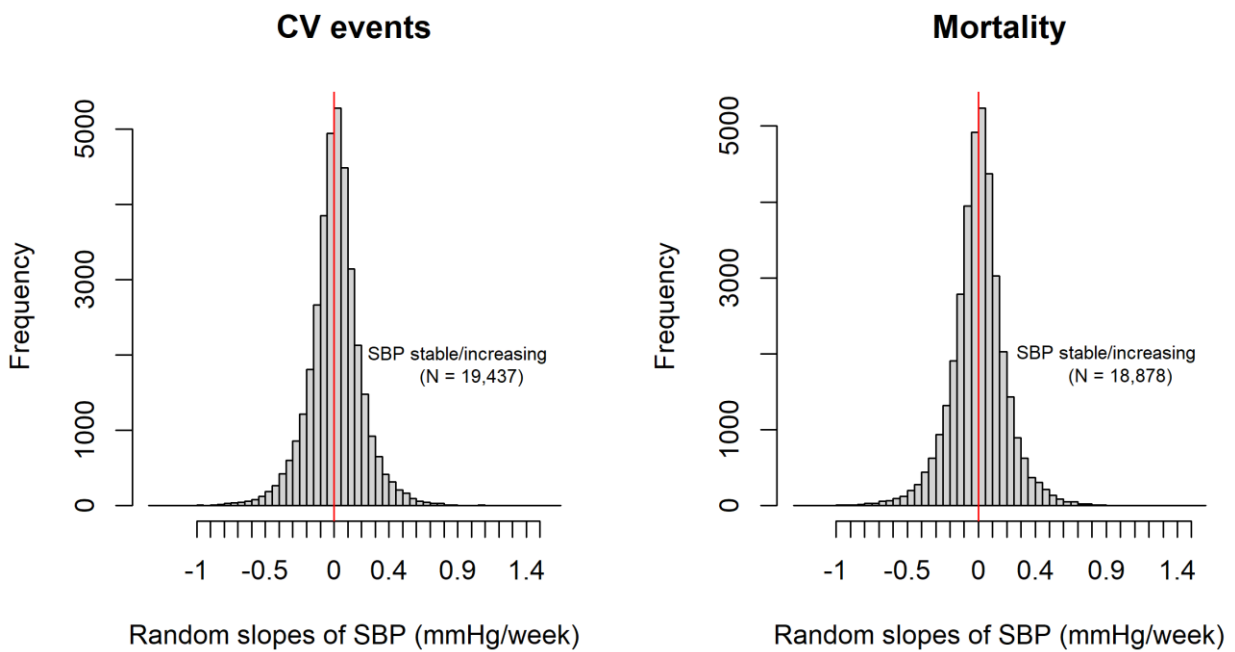 CV events
Frequency
5000
3000
1000
0
SBP stable/increasing
(N = 19,437)
-1 -0.5 0 0.4 0.9 1.4
Random slopes of SBP (mmHg/week)
Mortality
Frequency
5000
3000
1000
0
SBP stable/increasing
(N = 18,878)
-1 -0.5 0 0.4 0.9 1.4
Random slopes of SBP (mmHg/week)